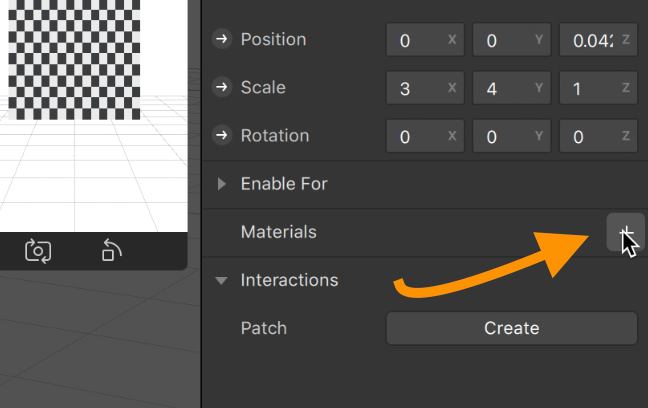 Position 0 X 0 Y 0.042 Z
Scale 3 X 4 Y 1 Z
Rotation 0 X 0 Y 0 Z
Enable For
Materials +
Interactions
Patch Create